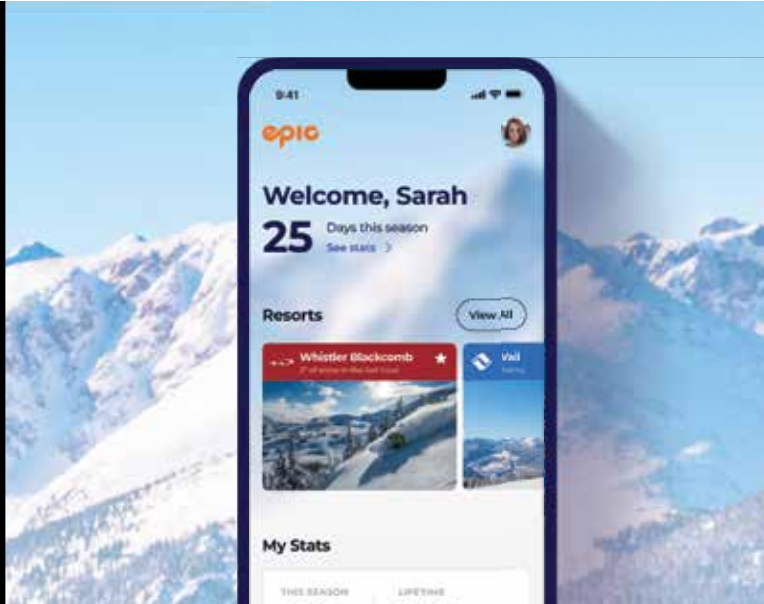 9:41
epic
Welcome, Sarah
25 Days this season
See stats >
Resorts
View All
Whistler Blackcomb
Vail
My Stats
THIS SEASON LIFETIME